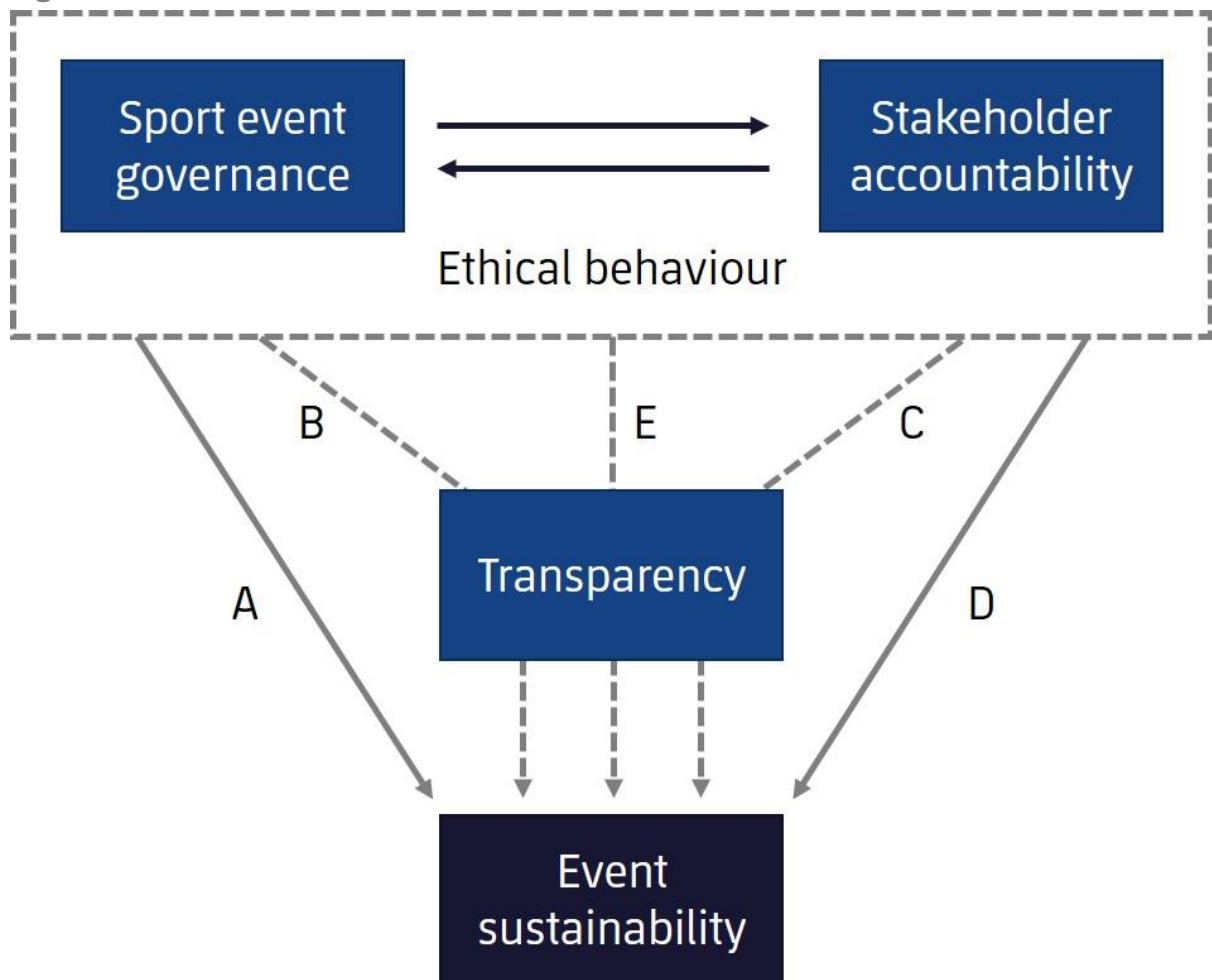 Sport event
governance
Stakeholder
accountability
Ethical behaviour
B
E
C
Transparency
A
D
Event
sustainability